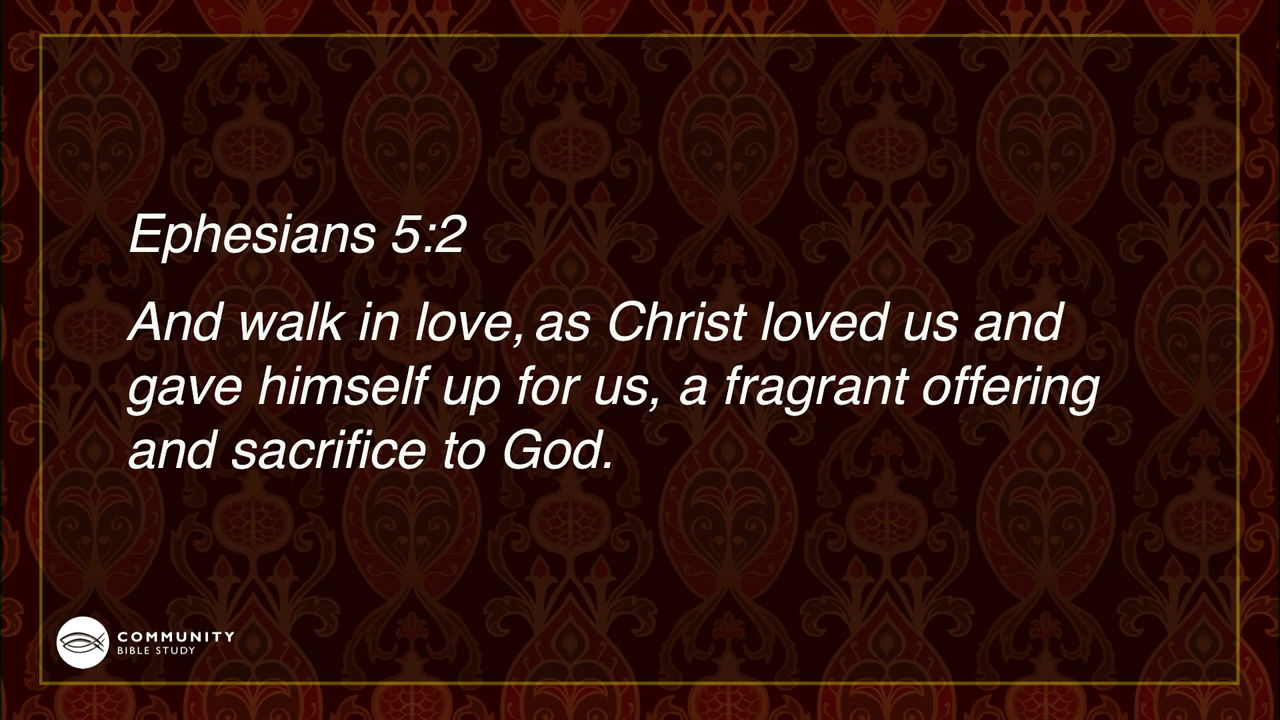 Ephesians 5:2
And walk in love, as Christ loved us and
gave himself up for us, a fragrant offering
and sacrifice to God.
COMMUNITY
BIBLE STUDY